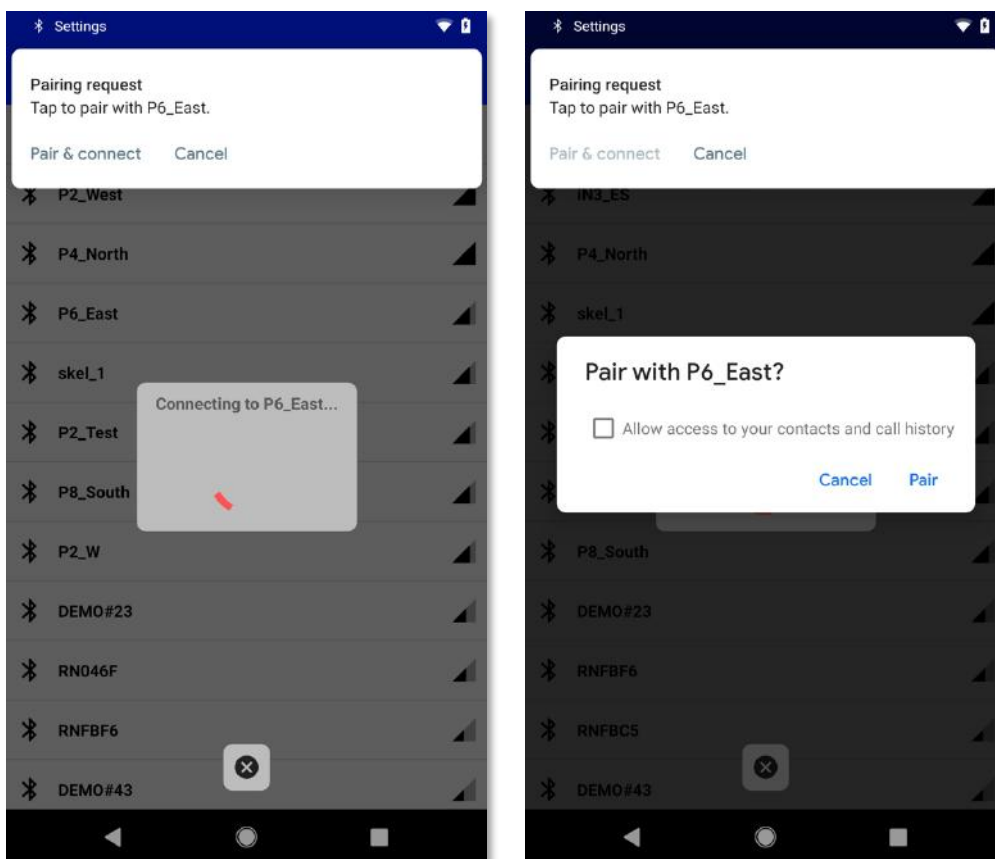 Settings
Pairing request
Tap to pair with P6_East.
Pair & connect Cancel
P2_West
P4_North
P6_East
skel_1
Connecting to P6_East...
P2_Test
P8_South
P2_W
DEMO#23
RN046F
RNFBF6
DEMO#43
Settings
Pairing request
Tap to pair with P6_East.
Pair & connect Cancel
iN3_ES
P4_North
skel_1
Pair with P6_East?
Allow access to your contacts and call history
Cancel Pair
P8_South
DEMO#23
RNFBF6
RNFBC5
DEMO#43